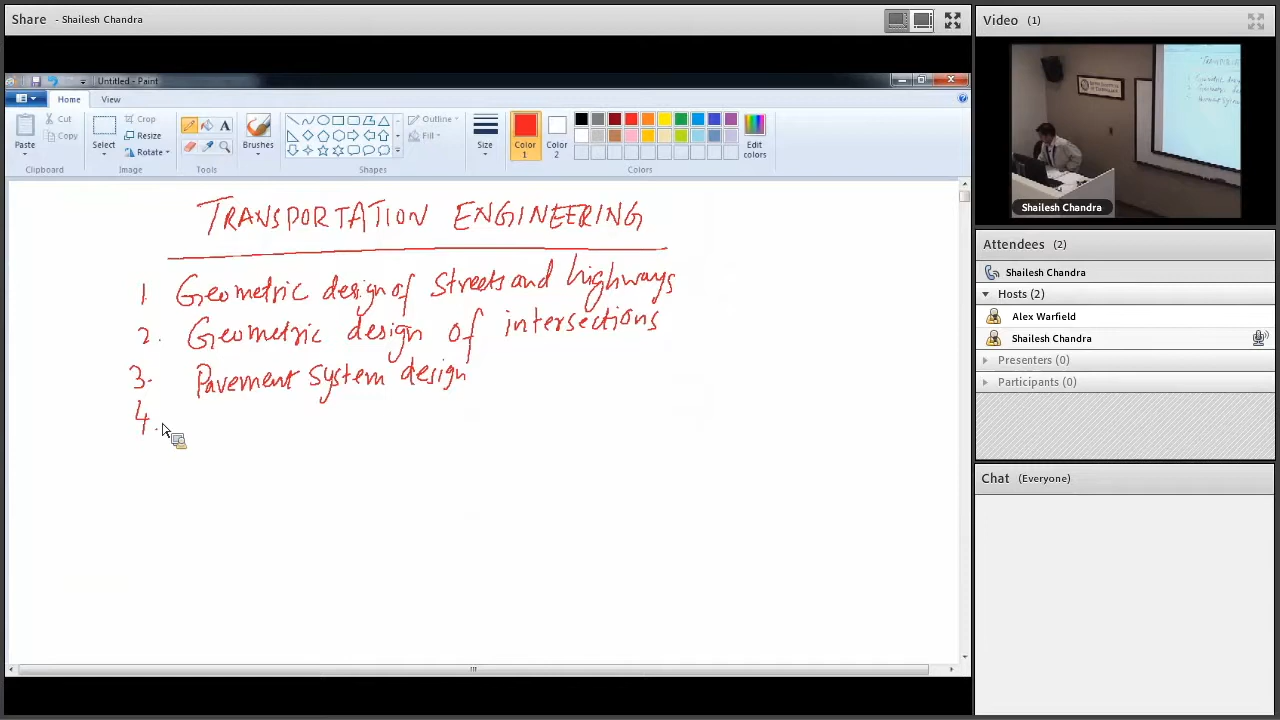 Share - Shailesh Chandra
Video (1)
Untitled - Paint
Home View
Paste
Cut
Copy
Clipboard
Select
Crop
Resize
Rotate
Image
A
Tools
Brushes
Outline
Fill
Shapes
Size
Color 1
Color 2
Edit colors
Colors
TRANSPORTATION ENGINEERING
1. Geometric design of streets and highways
2. Geometric design of intersections
3. Pavement system design
4.
Shailesh Chandra
Attendees (2)
Shailesh Chandra
Hosts (2)
Alex Warfield
Shailesh Chandra
Presenters (0)
Participants (0)
Chat (Everyone)